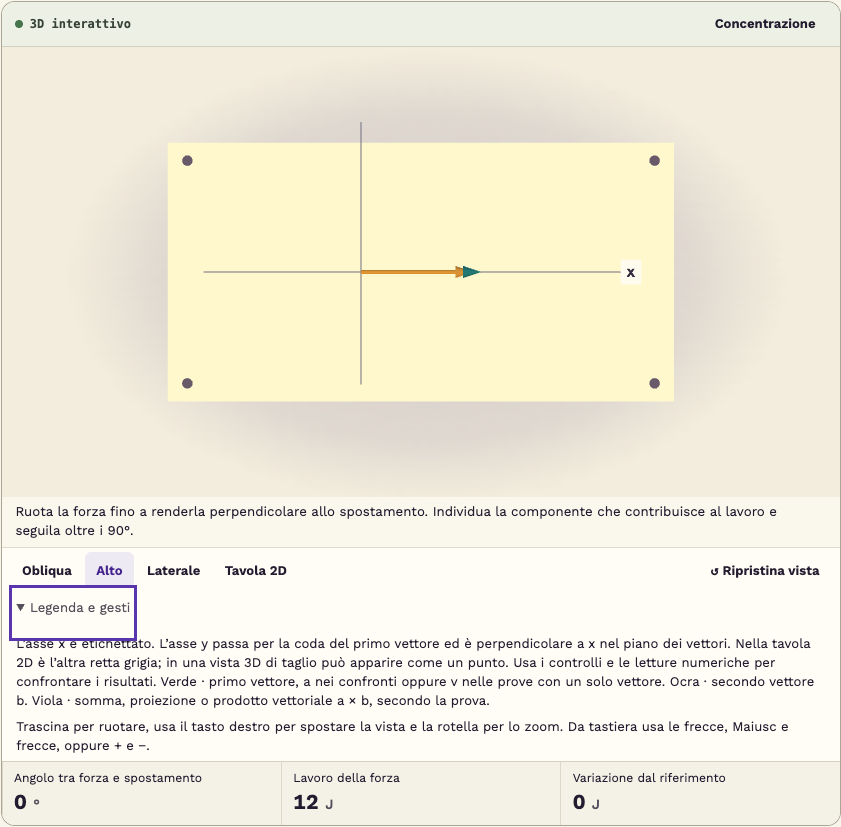 3D interattivo
Concentrazione
x
Ruota la forza fino a renderla perpendicolare allo spostamento. Individua la componente che contribuisce al lavoro e
seguila oltre i 90°.
Obliqua Alto Laterale Tavola 2D ↺ Ripristina vista
▼ Legenda e gesti
L’asse x è etichettato. L’asse y passa per la coda del primo vettore ed è perpendicolare a x nel piano dei vettori. Nella tavola
2D è l’altra retta grigia; in una vista 3D di taglio può apparire come un punto. Usa i controlli e le letture numeriche per
confrontare i risultati. Verde · primo vettore, a nei confronti oppure v nelle prove con un solo vettore. Ocra · secondo vettore
b. Viola · somma, proiezione o prodotto vettoriale a × b, secondo la prova.
Trascina per ruotare, usa il tasto destro per spostare la vista e la rotella per lo zoom. Da tastiera usa le frecce, Maiusc e
frecce, oppure + e −.
Angolo tra forza e spostamento
0 °
Lavoro della forza
12 J
Variazione dal riferimento
0 J